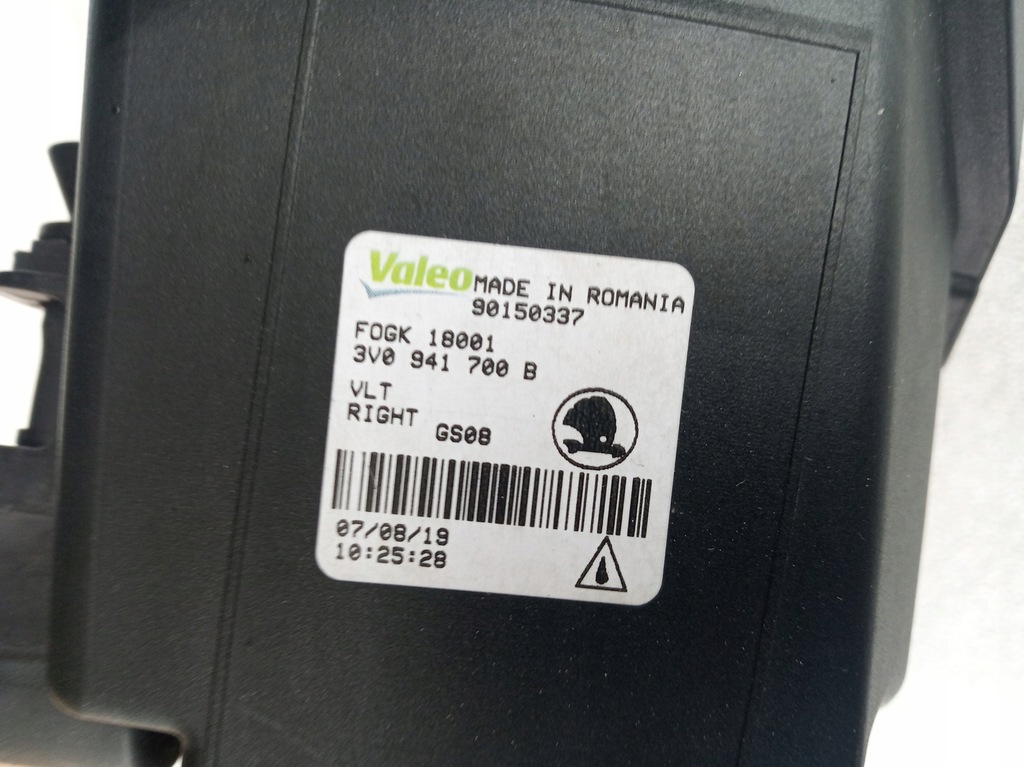 Valeo MADE IN ROMANIA
90150337
FOGK 18001
3V0 941 700 B
VLT
RIGHT GS08
07/08/19
10:25:28